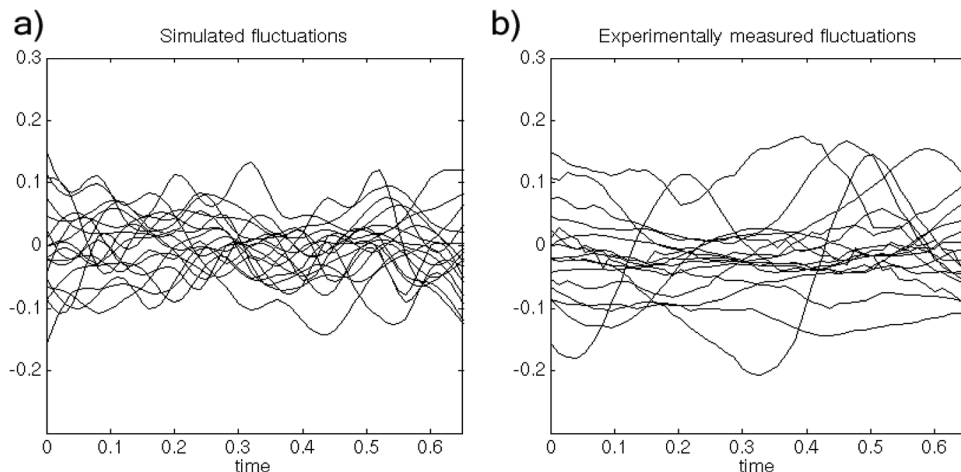 a)
Simulated fluctuations
0.3
0.2
0.1
0
-0.1
-0.2
0 0.1 0.2 0.3 0.4 0.5 0.6
time
b)
Experimentally measured fluctuations
0.3
0.2
0.1
0
-0.1
-0.2
0 0.1 0.2 0.3 0.4 0.5 0.6
time